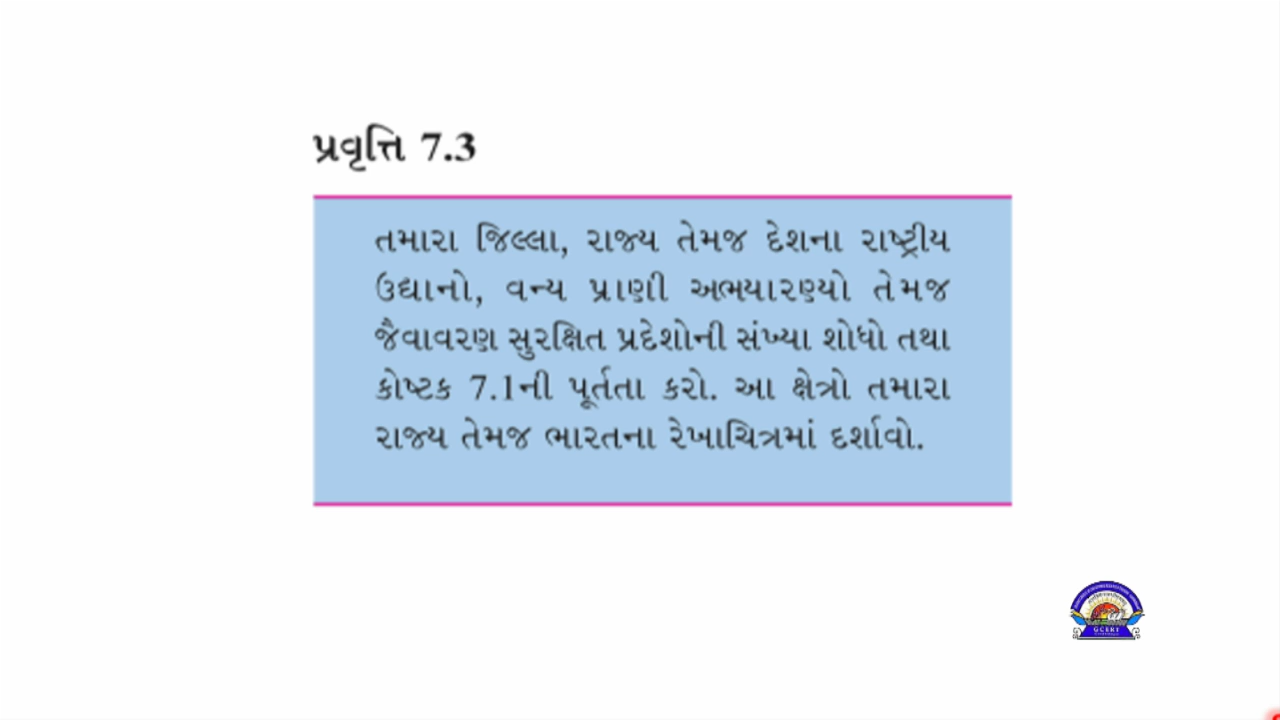 પ્રવૃત્તિ 7.3
તમારા જિલ્લા, રાજ્ય તેમજ દેશના રાષ્ટ્રીય
ઉદ્યાનો, વન્ય પ્રાણી અભયારણ્યો તેમજ
જૈવાવરણ સુરક્ષિત પ્રદેશોની સંખ્યા શોધો તથા
કોષ્ટક 7.1ની પૂર્તતા કરો. આ ક્ષેત્રો તમારા
રાજ્ય તેમજ ભારતના રેખાચિત્રમાં દર્શાવો.
GCERT